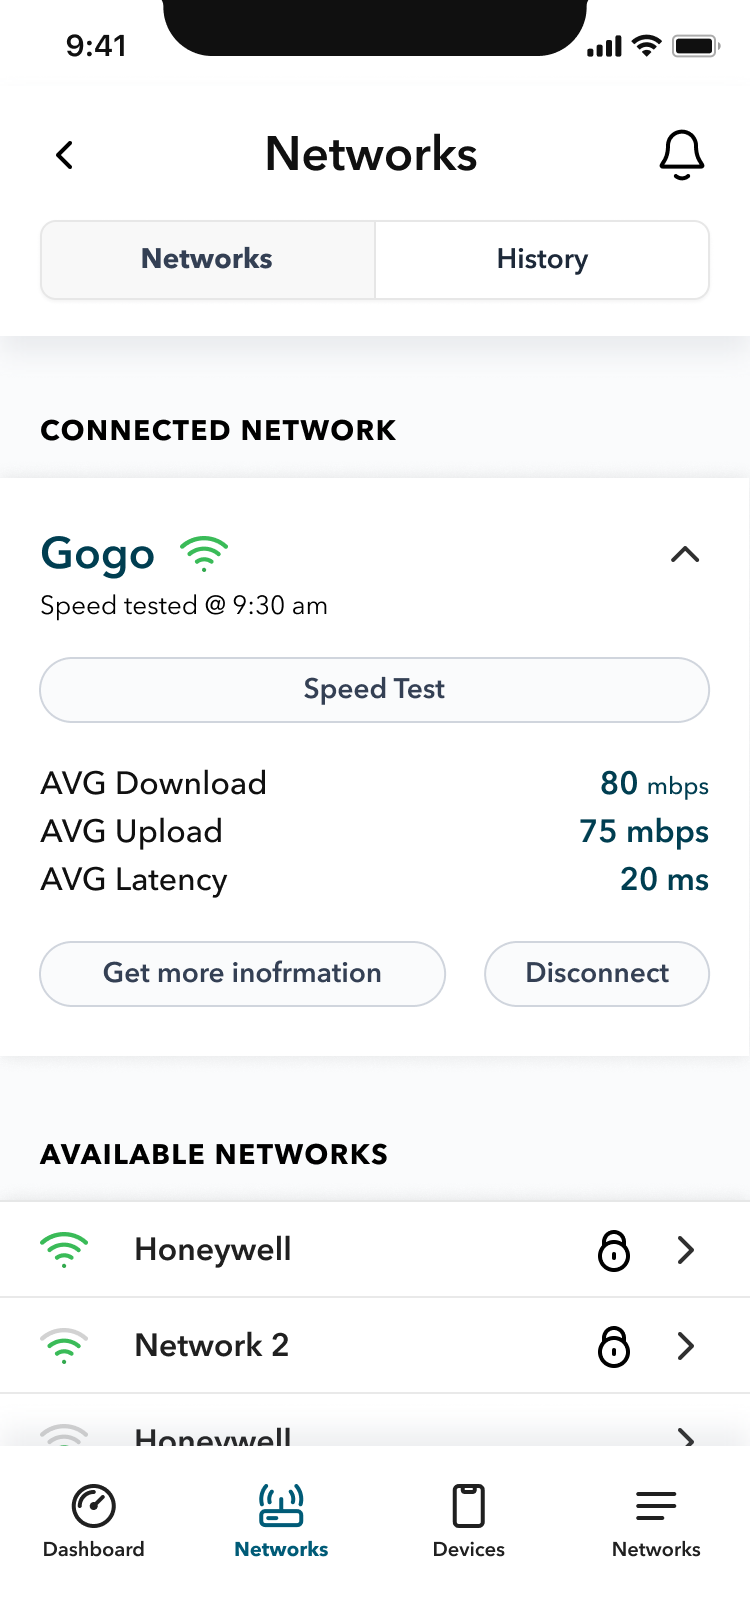 9:41
Networks
Networks History
CONNECTED NETWORK
Gogo
Speed tested @ 9:30 am
Speed Test
AVG Download 80 mbps
AVG Upload 75 mbps
AVG Latency 20 ms
Get more inofrmation Disconnect
AVAILABLE NETWORKS
Honeywell
Network 2
Honeywell
Dashboard Networks Devices Networks